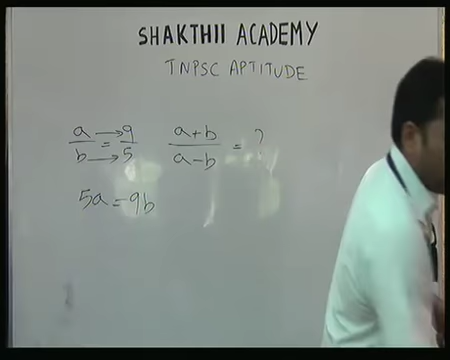 SHAKTHII ACADEMY
TNPSC APTITUDE
a/b → = → 9/5   a+b/a-b = ?
5a = 9b